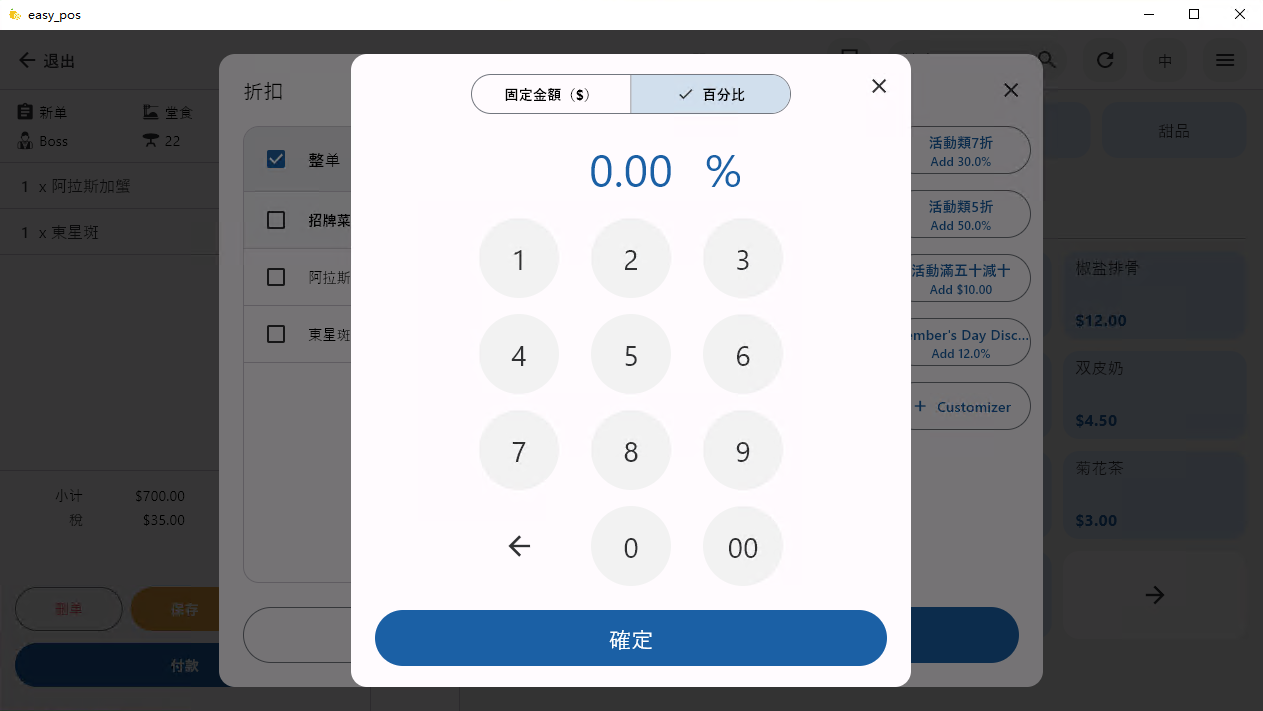 easy_pos
退出
中
新单
堂食
Boss
22
1 x 阿拉斯加蟹
1 x 東星斑
小计 $700.00
稅 $35.00
删单
保存
付款
折扣
整单
招牌菜
阿拉斯
東星斑
固定金額（$）
百分比
0.00 %
1
2
3
4
5
6
7
8
9
0
00
確定
活動類7折
Add 30.0%
活動類5折
Add 50.0%
活動滿五十減十
Add $10.00
ember's Day Disc...
Add 12.0%
+ Customizer
甜品
椒盐排骨
$12.00
双皮奶
$4.50
菊花茶
$3.00